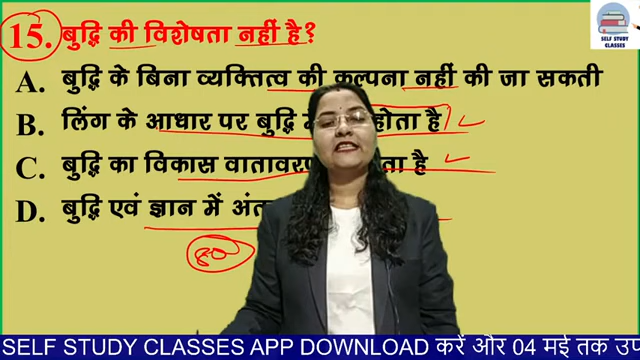 15. बुद्धि की विशेषता नहीं है?
SELF STUDY
CLASSES
A. बुद्धि के बिना व्यक्तित्व की कल्पना नहीं की जा सकती
B. लिंग के आधार पर बुद्धि होता है
C. बुद्धि का विकास
D. बुद्धि एवं ज्ञान में
SELF STUDY CLASSES APP DOWNLOAD करें और 04 मई तक